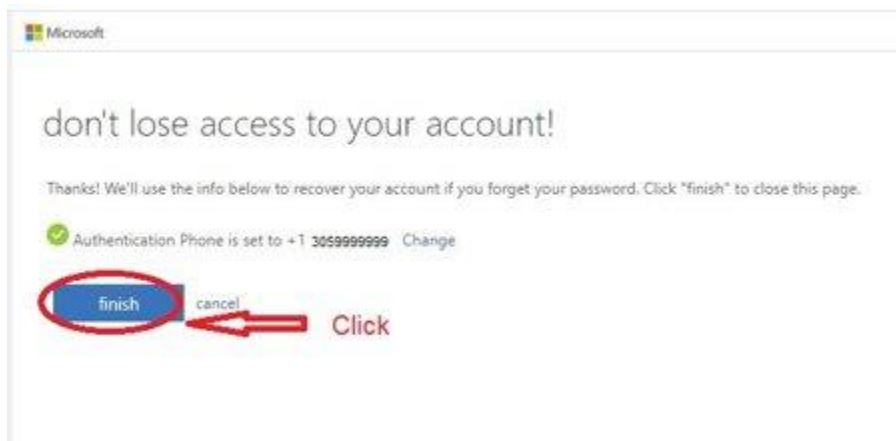 Microsoft
don't lose access to your account!
Thanks! We'll use the info below to recover your account if you forget your password. Click "finish" to close this page.
Authentication Phone is set to +1 3059999999 Change
finish cancel
Click